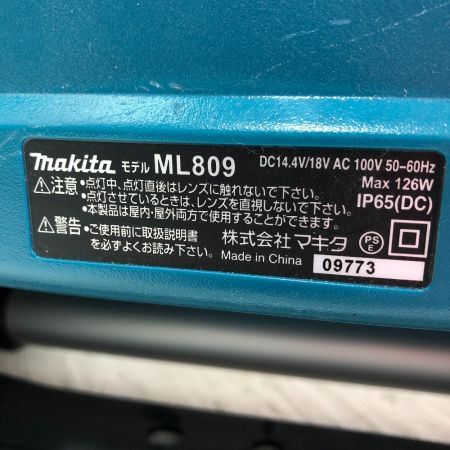 makita モデル ML809 DC14.4V/18V AC 100V 50-60Hz
Max 126W
⚠注意 •点灯中、点灯直後はレンズに触れないで下さい。
•点灯させているときは、レンズを直視しないで下さい。
IP65(DC)
•本製品は屋内・屋外両方で使用することができます。
⚠警告 •ご使用前に取扱説明書
を必ずよくお読み下さい。
株式会社マキタ
PS
E
Made in China
09773